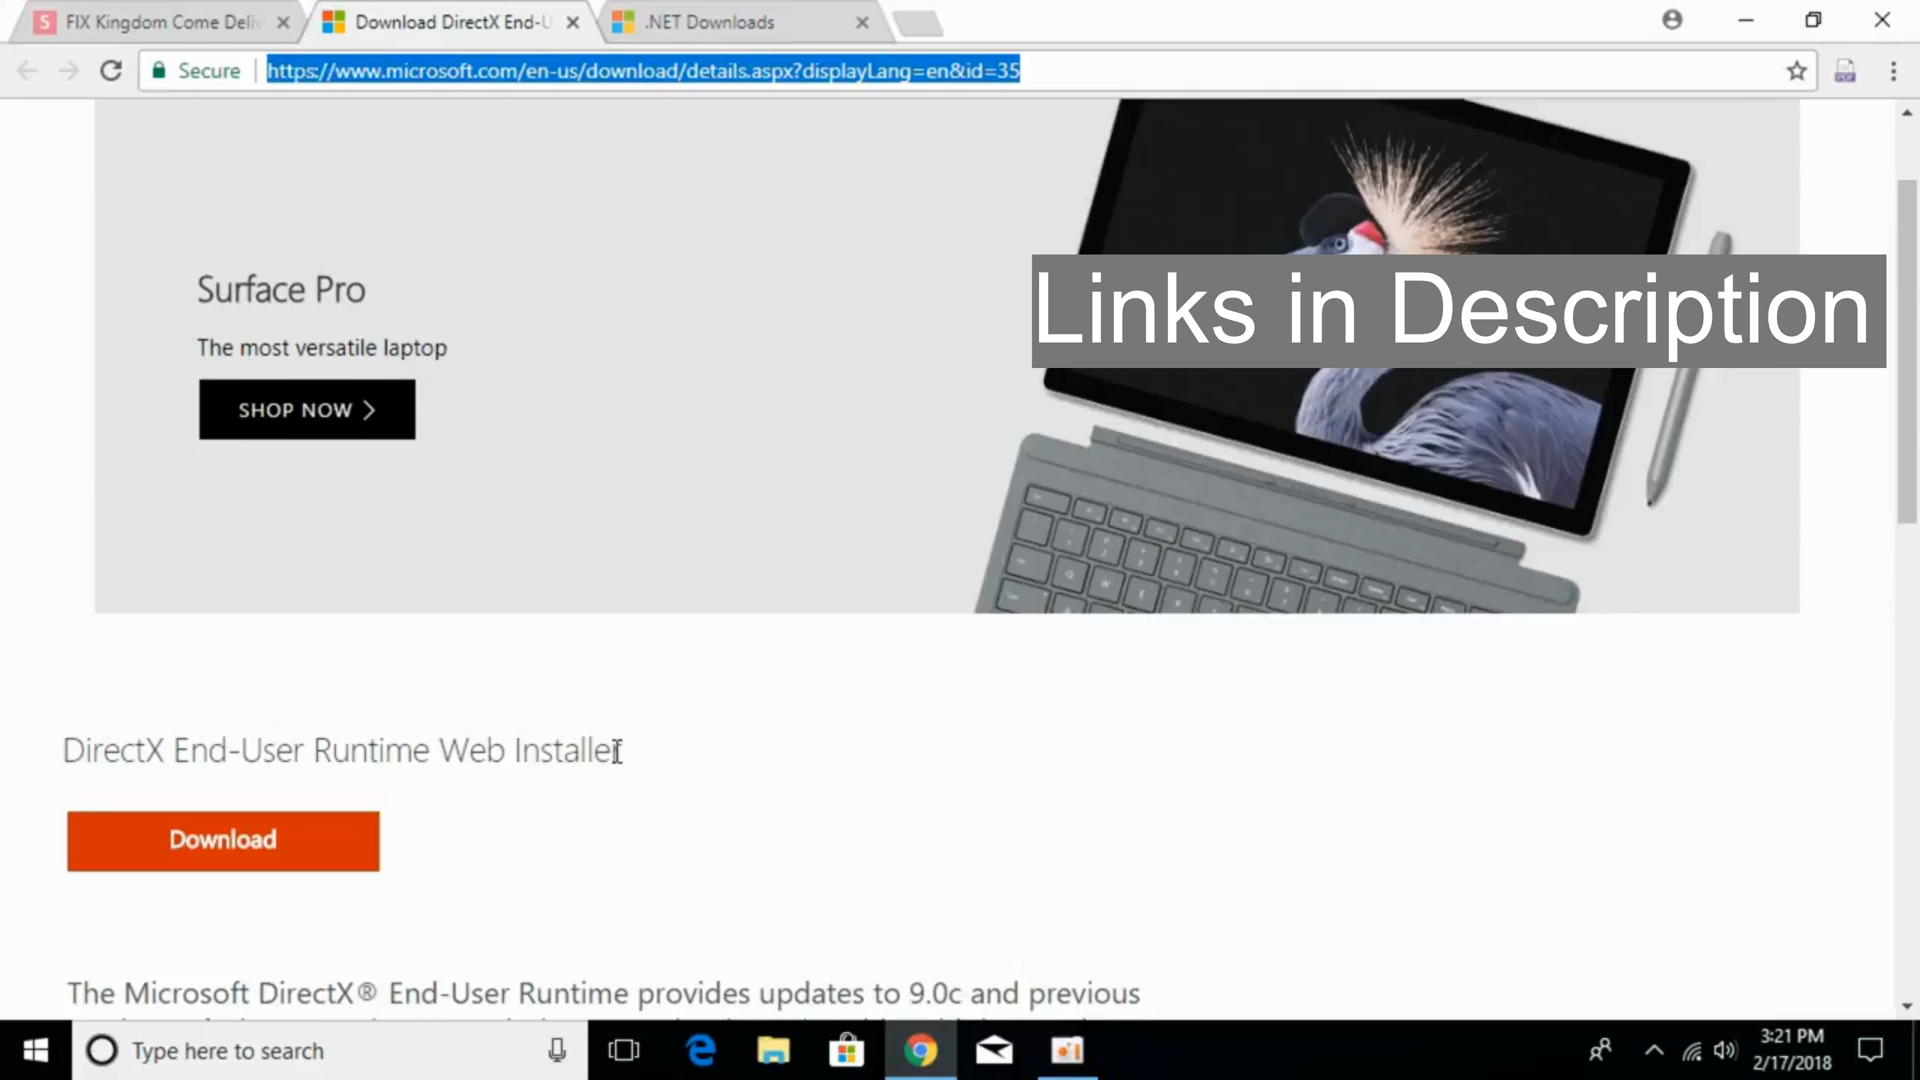 S FIX Kingdom Come Deli
Download DirectX End-U
.NET Downloads
Secure
https://www.microsoft.com/en-us/download/details.aspx?displayLang=en&id=35
PDF
Surface Pro
The most versatile laptop
SHOP NOW
Links in Description
DirectX End-User Runtime Web Installer
Download
The Microsoft DirectX® End-User Runtime provides updates to 9.0c and previous
Type here to search
3:21 PM
2/17/2018